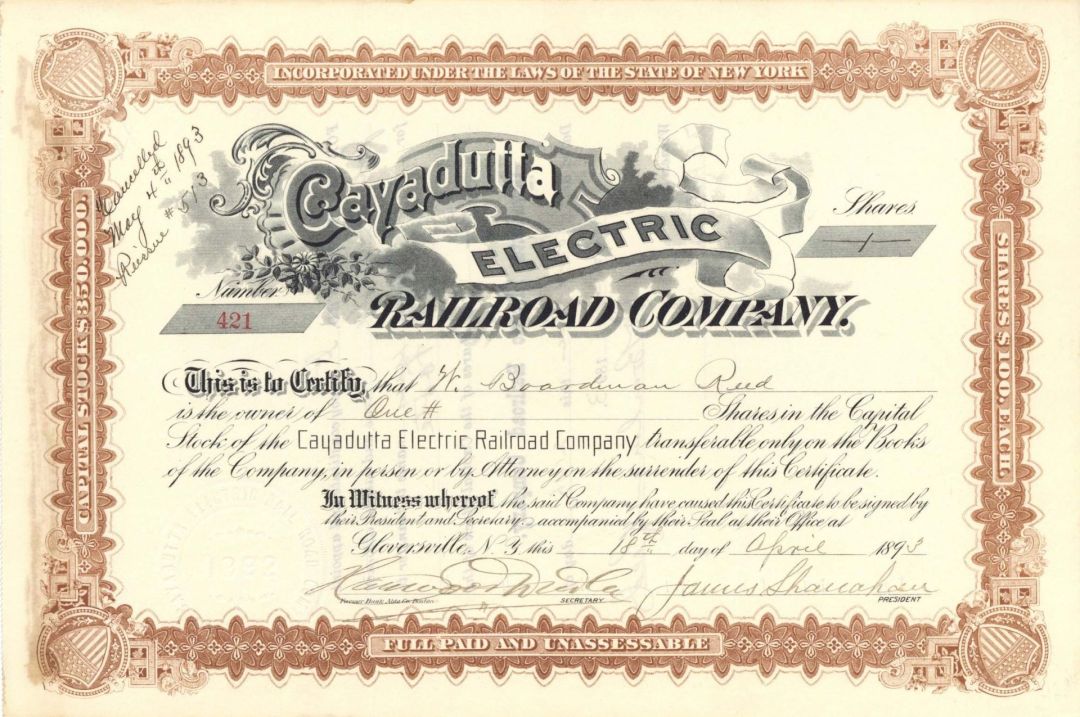 INCORPORATED UNDER THE LAWS OF THE STATE OF NEW YORK
Cancelled
May 4th 1893
Reissue #513
Cayadutta
ELECTRIC
RAILROAD COMPANY.
Shares
1
Number
421
CAPITAL STOCK $350,000.
SHARES $100. EACH
This is to Certify, that W. Boardman Reed
is the owner of One # Shares in the Capital
Stock of the Cayadutta Electric Railroad Company transferable only on the Books
of the Company, in person or by Attorney on the surrender of this Certificate.
In Witness whereof the said Company have caused this Certificate to be signed by
their President and Secretary, accompanied by their Seal at their Office at
Gloversville, N.Y. this 18th day of April 1893
James Shanahan
SECRETARY
PRESIDENT
FULL PAID AND UNASSESSABLE